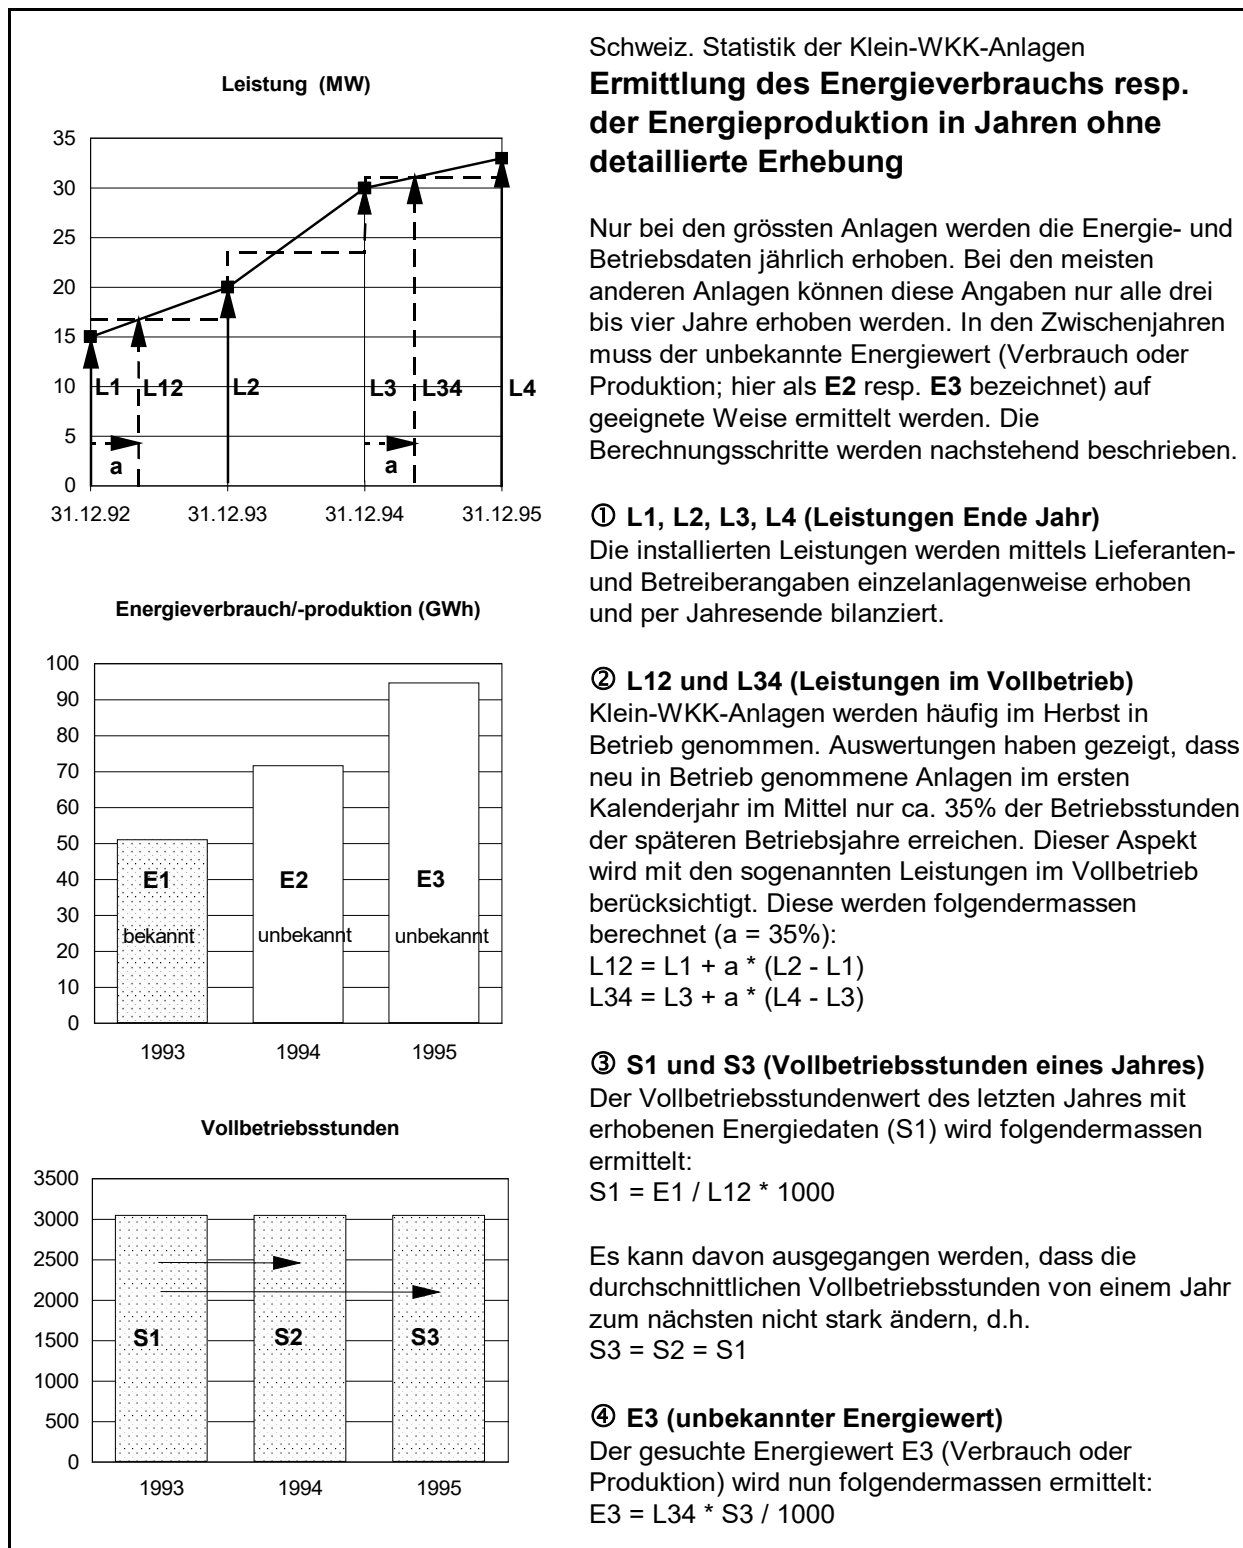 Schweiz. Statistik der Klein-WKK-Anlagen
Ermittlung des Energieverbrauchs resp.
der Energieproduktion in Jahren ohne
detaillierte Erhebung
Nur bei den grössten Anlagen werden die Energie- und
Betriebsdaten jährlich erhoben. Bei den meisten
anderen Anlagen können diese Angaben nur alle drei
bis vier Jahre erhoben werden. In den Zwischenjahren
muss der unbekannte Energiewert (Verbrauch oder
Produktion; hier als E2 resp. E3 bezeichnet) auf
geeignete Weise ermittelt werden. Die
Berechnungsschritte werden nachstehend beschrieben.
① L1, L2, L3, L4 (Leistungen Ende Jahr)
Die installierten Leistungen werden mittels Lieferanten-
und Betreiberangaben einzelanlagenweise erhoben
und per Jahresende bilanziert.
② L12 und L34 (Leistungen im Vollbetrieb)
Klein-WKK-Anlagen werden häufig im Herbst in
Betrieb genommen. Auswertungen haben gezeigt, dass
neu in Betrieb genommene Anlagen im ersten
Kalenderjahr im Mittel nur ca. 35% der Betriebsstunden
der späteren Betriebsjahre erreichen. Dieser Aspekt
wird mit den sogenannten Leistungen im Vollbetrieb
berücksichtigt. Diese werden folgendermassen
berechnet (a = 35%):
L12 = L1 + a * (L2 - L1)
L34 = L3 + a * (L4 - L3)
③ S1 und S3 (Vollbetriebsstunden eines Jahres)
Der Vollbetriebsstundenwert des letzten Jahres mit
erhobenen Energiedaten (S1) wird folgendermassen
ermittelt:
S1 = E1 / L12 * 1000
Es kann davon ausgegangen werden, dass die
durchschnittlichen Vollbetriebsstunden von einem Jahr
zum nächsten nicht stark ändern, d.h.
S3 = S2 = S1
④ E3 (unbekannter Energiewert)
Der gesuchte Energiewert E3 (Verbrauch oder
Produktion) wird nun folgendermassen ermittelt:
E3 = L34 * S3 / 1000
Leistung (MW)
35
30
25
20
15
10
5
0
L1 L12 L2 L3 L34 L4
a a
31.12.92 31.12.93 31.12.94 31.12.95
Energieverbrauch/-produktion (GWh)
100
90
80
70
60
50
40
30
20
10
0
E1 E2 E3
bekannt unbekannt unbekannt
1993 1994 1995
Vollbetriebsstunden
3500
3000
2500
2000
1500
1000
500
0
S1 S2 S3
1993 1994 1995